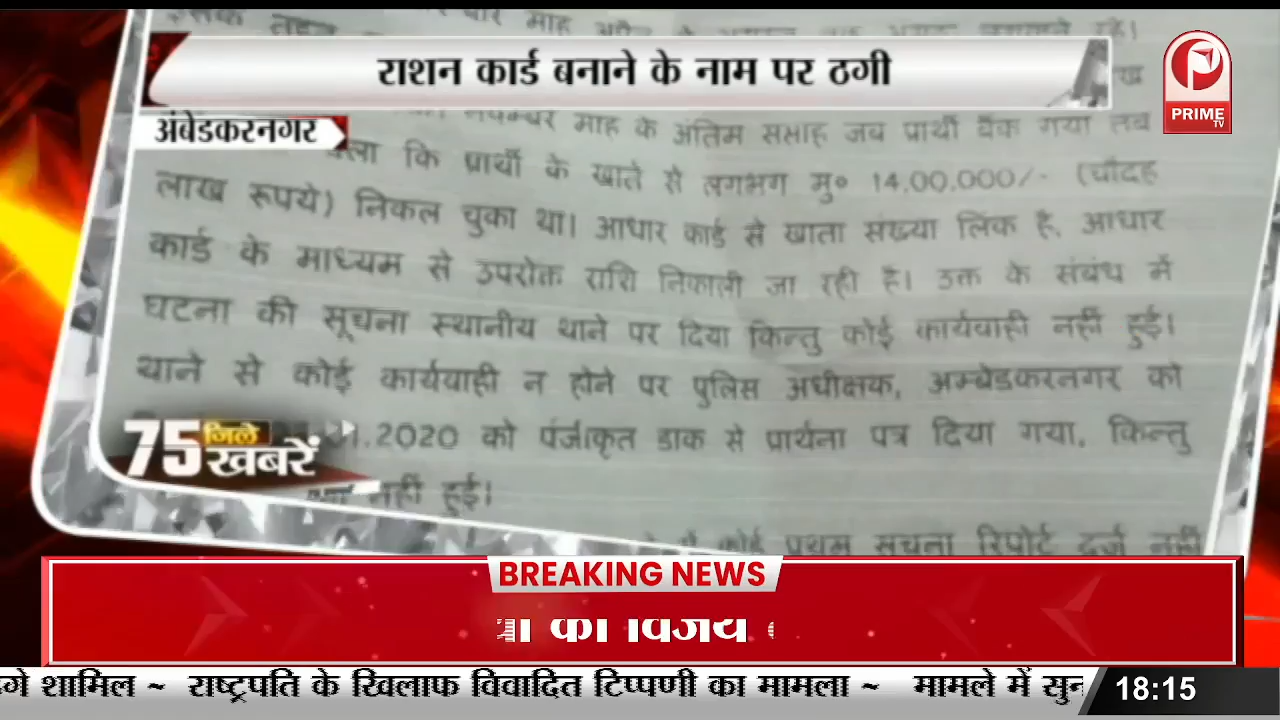 राशन कार्ड बनाने के नाम पर ठगी
PRIME
TV
अंबेडकरनगर
माह के अंतिम सप्ताह जब प्रार्थी बैंक गया तब
कि प्रार्थी के खाते से लगभग मु० 14,00,000/- (चौदह
लाख रूपये) निकल चुका था। आधार कार्ड से खाता संख्या लिंक है, आधार
कार्ड के माध्यम से उपरोक्त राशि निकाली जा रही है। उक्त के संबंध में
घटना की सूचना स्थानीय थाने पर दिया किन्तु कोई कार्यवाही नहीं हुई।
थाने से कोई कार्यवाही न होने पर पुलिस अधीक्षक, अम्बेडकरनगर को
.2020 को पंजीकृत डाक से प्रार्थना पत्र दिया गया, किन्तु
नहीं हुई।
कोई प्रथम सूचना रिपोर्ट दर्ज नहीं
75 जिले
खबरें
BREAKING NEWS
की विजय
शामिल ~ राष्ट्रपति के खिलाफ विवादित टिप्पणी का मामला ~ मामले में
18:15